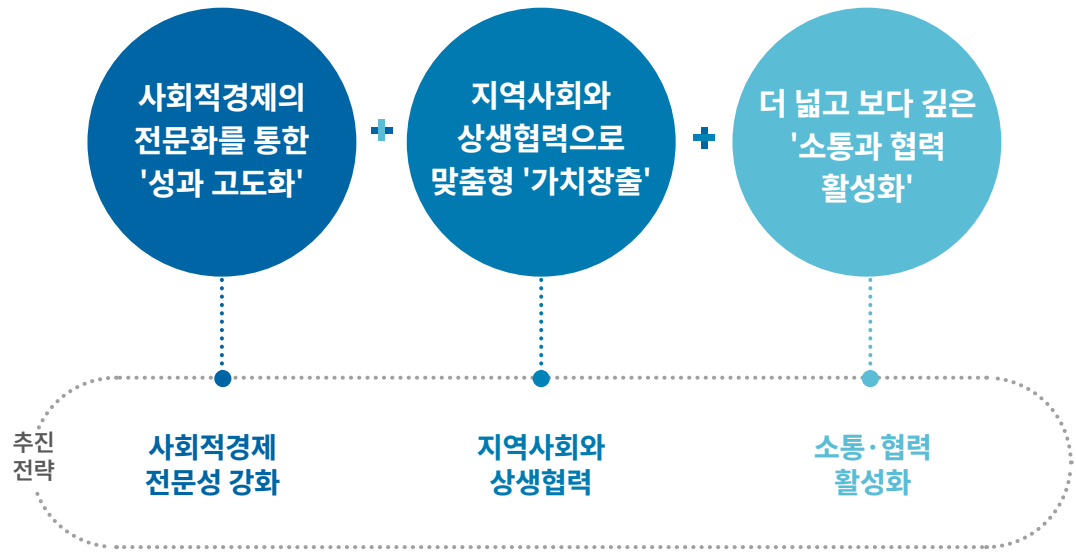 사회적경제의
전문화를 통한
'성과 고도화'
지역사회와
상생협력으로
맞춤형 '가치창출'
더 넓고 보다 깊은
'소통과 협력
활성화'
추진
전략
사회적경제
전문성 강화
지역사회와
상생협력
소통·협력
활성화